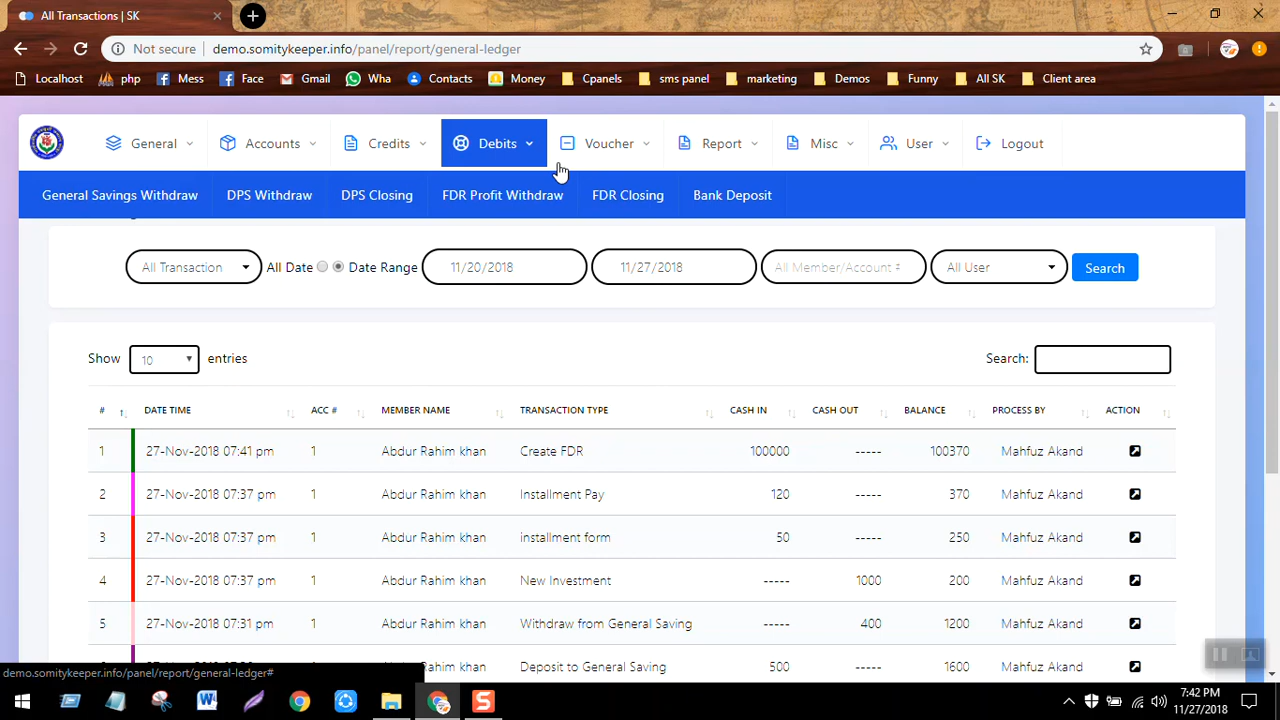 All Transactions | SK
Not secure demo.somitykeeper.info/panel/report/general-ledger
Localhost php Mess Face Gmail Wha Contacts Money Cpanels sms panel marketing Demos Funny All SK Client area
General Accounts Credits Debits Voucher Report Misc User Logout
General Savings Withdraw DPS Withdraw DPS Closing FDR Profit Withdraw FDR Closing Bank Deposit
All Transaction All Date Date Range 11/20/2018 11/27/2018 All Member/Account # All User Search
Show 10 entries Search:
# DATE TIME ACC # MEMBER NAME TRANSACTION TYPE CASH IN CASH OUT BALANCE PROCESS BY ACTION
1 27-Nov-2018 07:41 pm 1 Abdur Rahim khan Create FDR 100000 ----- 100370 Mahfuz Akand
2 27-Nov-2018 07:37 pm 1 Abdur Rahim khan Installment Pay 120 ----- 370 Mahfuz Akand
3 27-Nov-2018 07:37 pm 1 Abdur Rahim khan installment form 50 ----- 250 Mahfuz Akand
4 27-Nov-2018 07:37 pm 1 Abdur Rahim khan New Investment ----- 1000 200 Mahfuz Akand
5 27-Nov-2018 07:31 pm 1 Abdur Rahim khan Withdraw from General Saving ----- 400 1200 Mahfuz Akand
Rahim khan Deposit to General Saving 500 ----- 1600 Mahfuz Akand
demo.somitykeeper.info/panel/report/general-ledger#
7:42 PM
11/27/2018